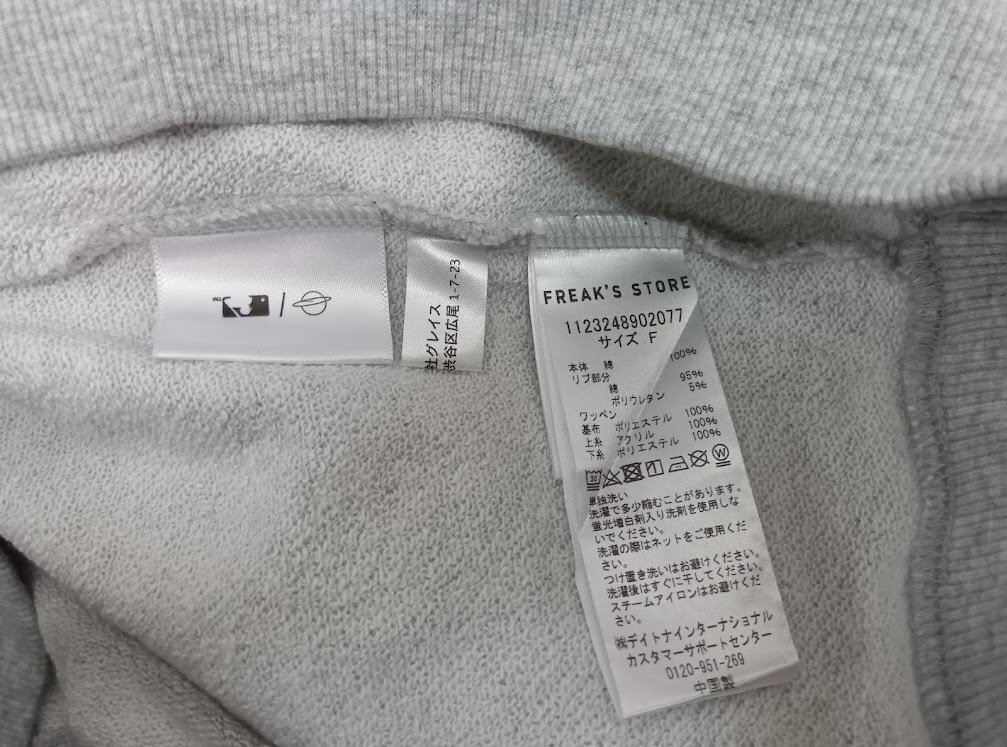 社グレイス
渋谷区広尾 1-7-23
FREAK'S STORE
1123248902077
サイズ F
本体 綿 100%
リブ部分
綿 95%
ポリウレタン 5%
ワッペン
基布 ポリエステル 100%
上糸 アクリル 100%
下糸 ポリエステル 100%
30
W
単独洗い
洗濯で多少縮むことがあります。
蛍光増白剤入り洗剤を使用しな
いでください。
洗濯の際はネットをご使用くだ
さい。
つけ置き洗いはお避けください。
洗濯後はすぐに干してください。
スチームアイロンはお避けくだ
さい。
㈱デイトナインターナショナル
カスタマーサポートセンター
0120-951-269
中国製